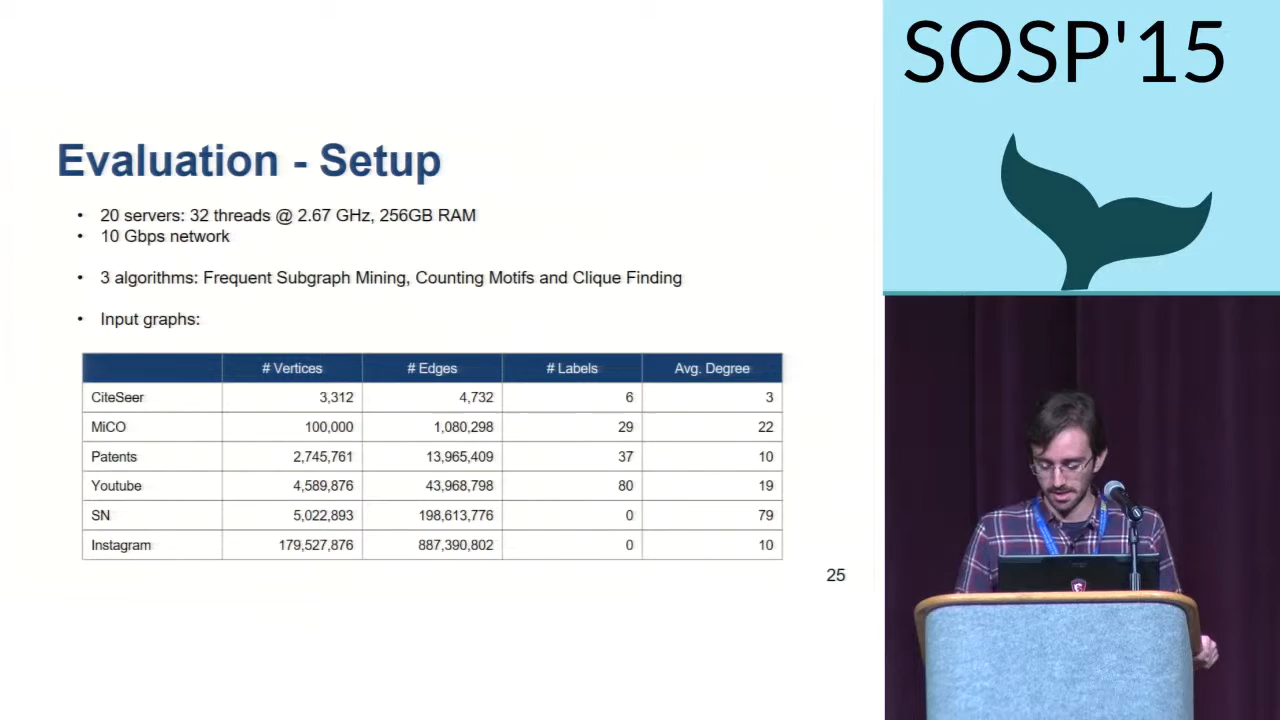 SOSP'15
Evaluation - Setup
• 20 servers: 32 threads @ 2.67 GHz, 256GB RAM
• 10 Gbps network
• 3 algorithms: Frequent Subgraph Mining, Counting Motifs and Clique Finding
• Input graphs:
# Vertices # Edges # Labels Avg. Degree
CiteSeer 3,312 4,732 6 3
MiCO 100,000 1,080,298 29 22
Patents 2,745,761 13,965,409 37 10
Youtube 4,589,876 43,968,798 80 19
SN 5,022,893 198,613,776 0 79
Instagram 179,527,876 887,390,802 0 10
25